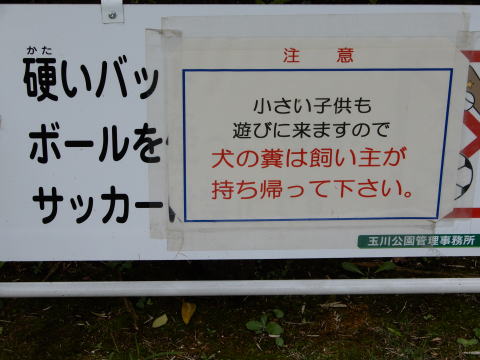 かた
硬いバッ
ボールを
サッカー
注意
小さい子供も
遊びに来ますので
犬の糞は飼い主が
持ち帰って下さい。
玉川公園管理事務所